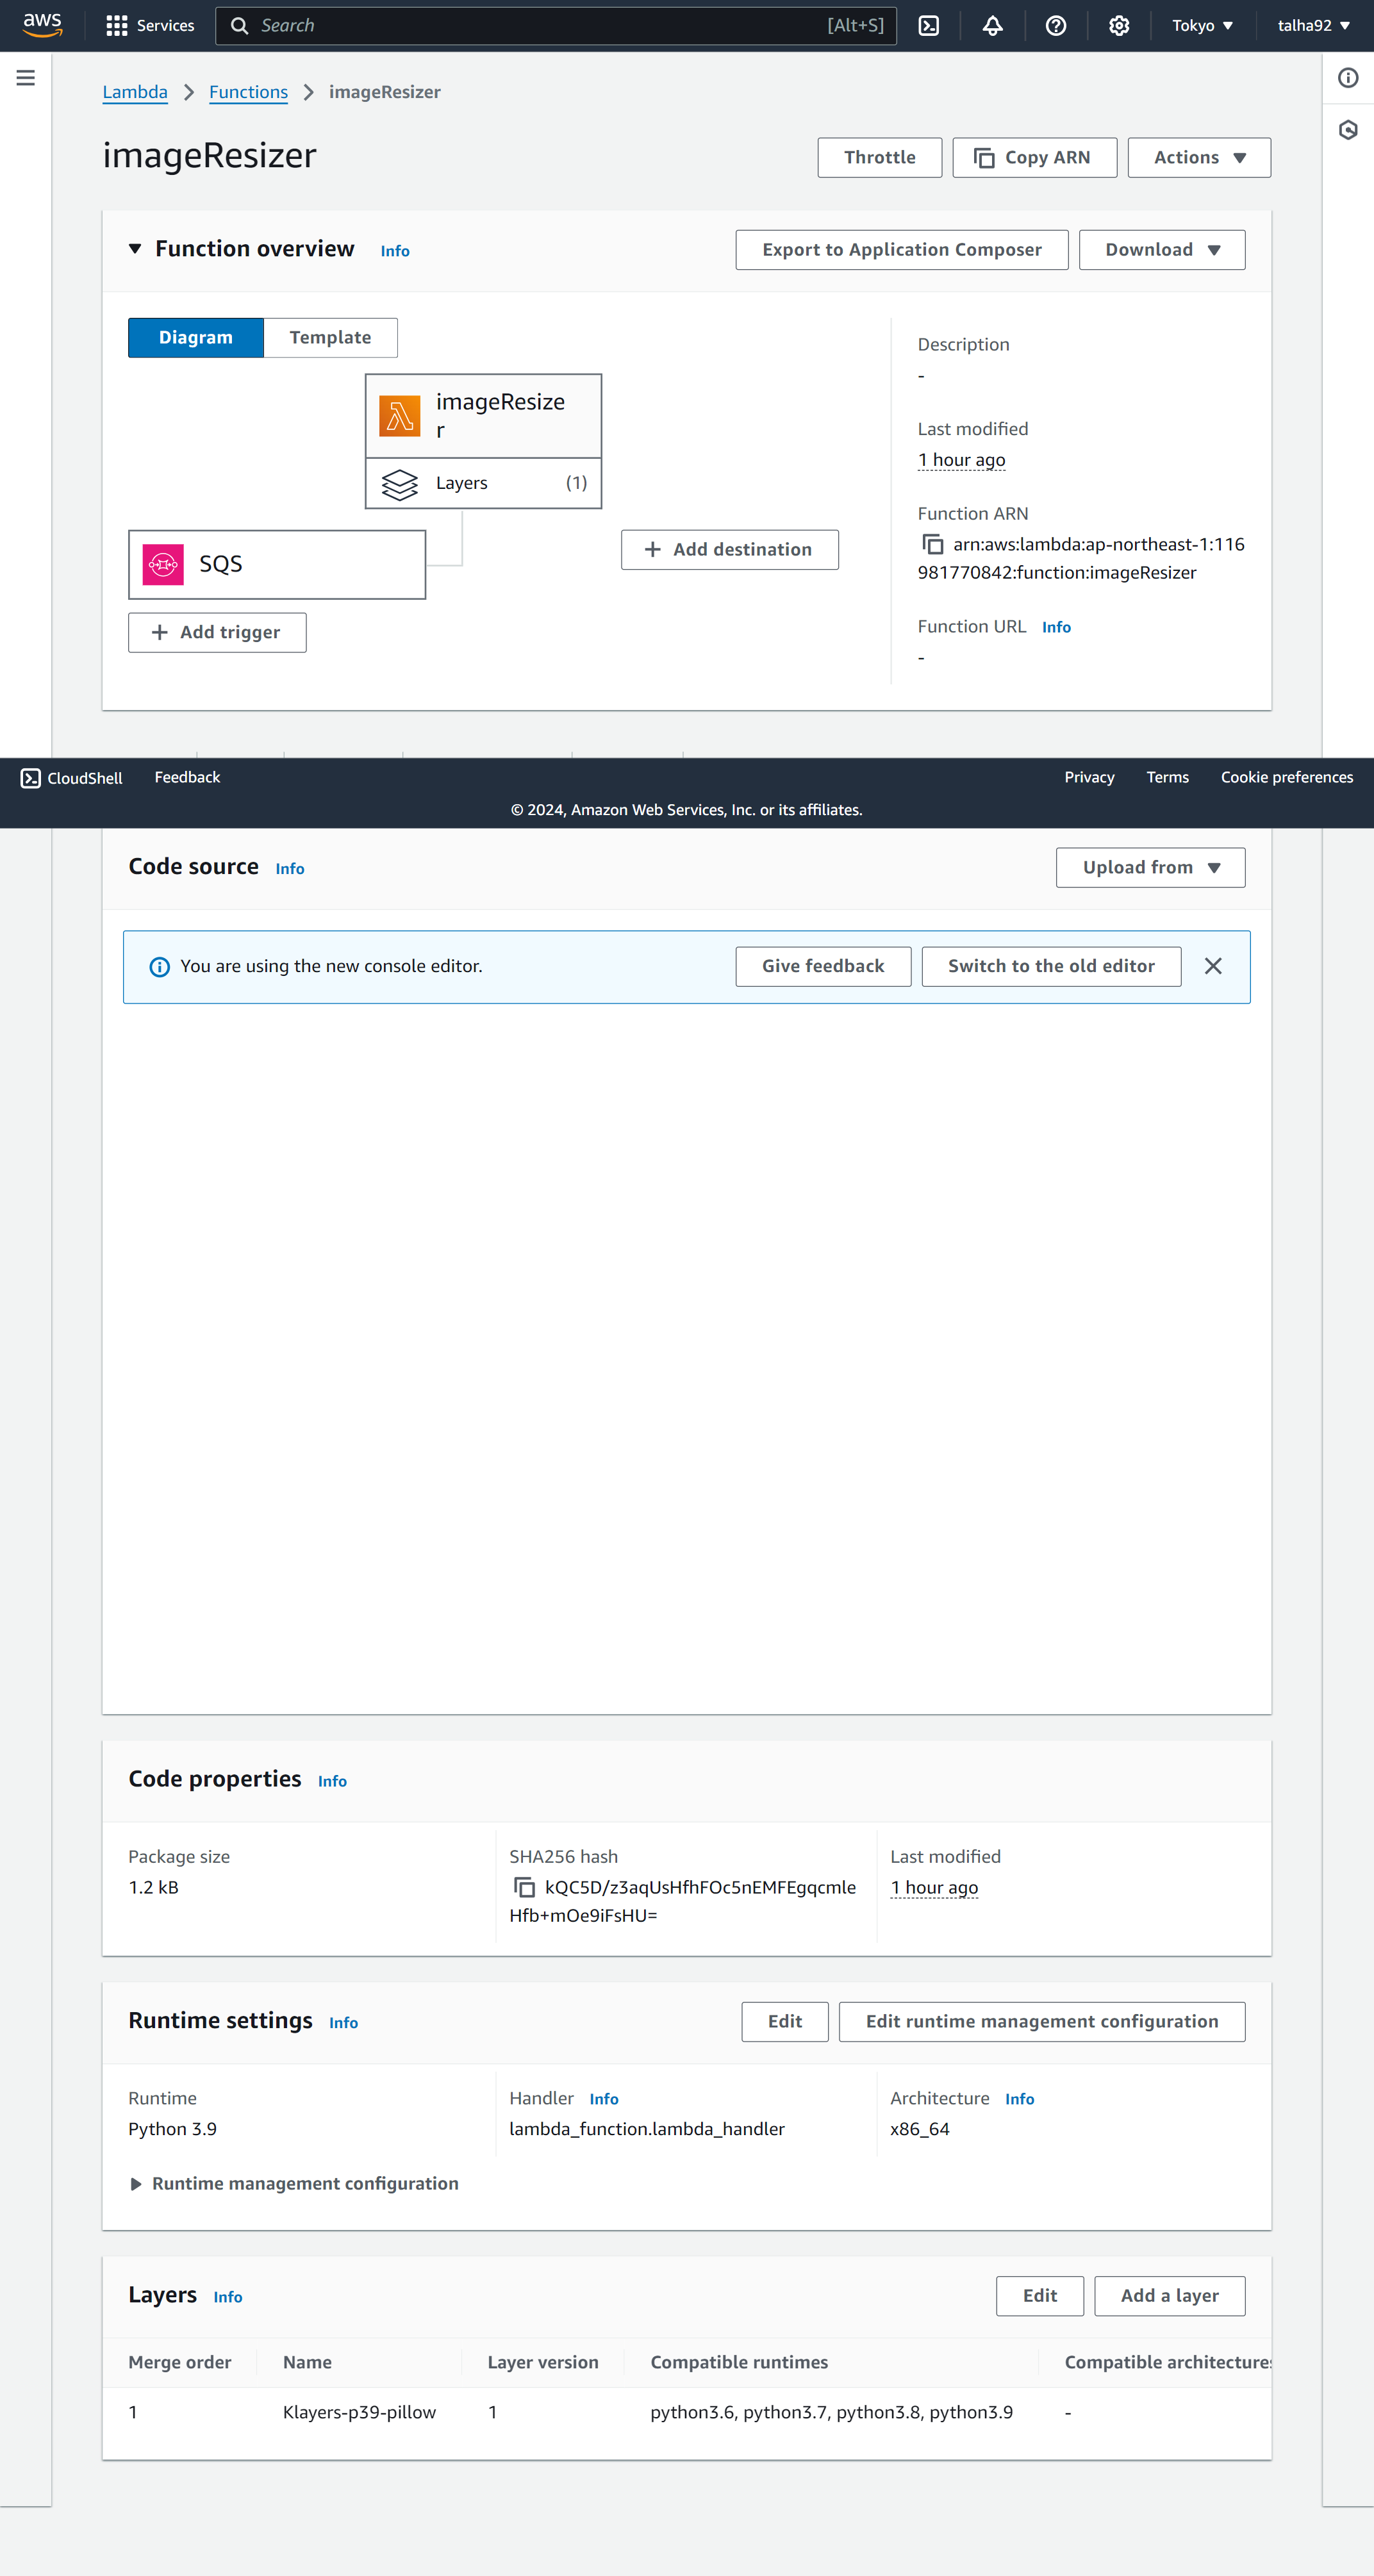 aws
Services
Search [Alt+S]
Tokyo
talha92
Lambda
Functions
imageResizer
imageResizer
Throttle
Copy ARN
Actions
Function overview Info
Export to Application Composer
Download
Diagram
Template
imageResize
r
Layers (1)
SQS
Add trigger
Add destination
Description
-
Last modified
1 hour ago
Function ARN
arn:aws:lambda:ap-northeast-1:116
981770842:function:imageResizer
Function URL Info
-
CloudShell
Feedback
Privacy
Terms
Cookie preferences
© 2024, Amazon Web Services, Inc. or its affiliates.
Code source Info
Upload from
You are using the new console editor.
Give feedback
Switch to the old editor
Code properties Info
Package size
1.2 kB
SHA256 hash
kQC5D/z3aqUsHfhFOc5nEMFEgqcmle
Hfb+mOe9iFsHU=
Last modified
1 hour ago
Runtime settings Info
Edit
Edit runtime management configuration
Runtime
Python 3.9
Handler Info
lambda_function.lambda_handler
Architecture Info
x86_64
Runtime management configuration
Layers Info
Edit
Add a layer
Merge order Name Layer version Compatible runtimes Compatible architectures
1 Klayers-p39-pillow 1 python3.6, python3.7, python3.8, python3.9 -